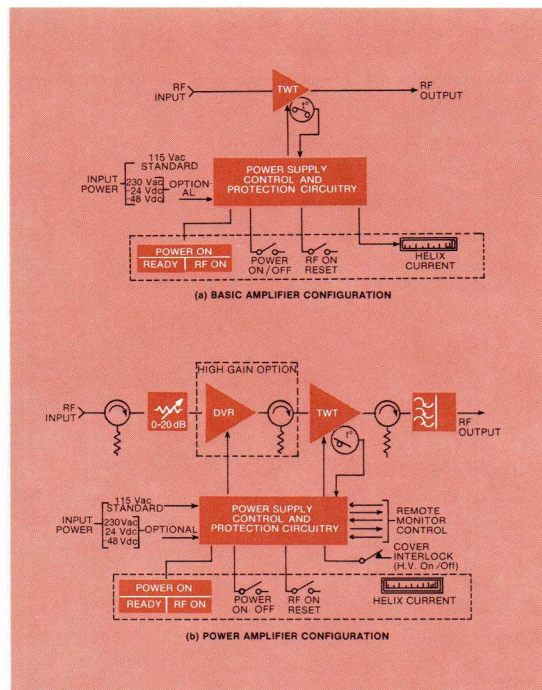 RF
INPUT
TWT
RF
OUTPUT
t°
115 Vac
STANDARD
INPUT
POWER
230 Vac
-24 Vdc
-48 Vdc
OPTION
AL
POWER SUPPLY
CONTROL AND
PROTECTION CIRCUITRY
POWER ON
READY
RF ON
POWER
ON/OFF
RF ON
RESET
HELIX
CURRENT
(a) BASIC AMPLIFIER CONFIGURATION
HIGH GAIN OPTION
RF
INPUT
0-20 dB
DVR
TWT
RF
OUTPUT
t°
115 Vac
STANDARD
INPUT
POWER
230Vac
24 Vdc
-48 Vdc
OPTIONAL
POWER SUPPLY
CONTROL AND
PROTECTION CIRCUITRY
REMOTE
MONITOR
CONTROL
COVER
INTERLOCK
(H.V. On/Off)
POWER ON
READY
RF ON
POWER
ON OFF
RF ON
RESET
HELIX CURRENT
(b) POWER AMPLIFIER CONFIGURATION